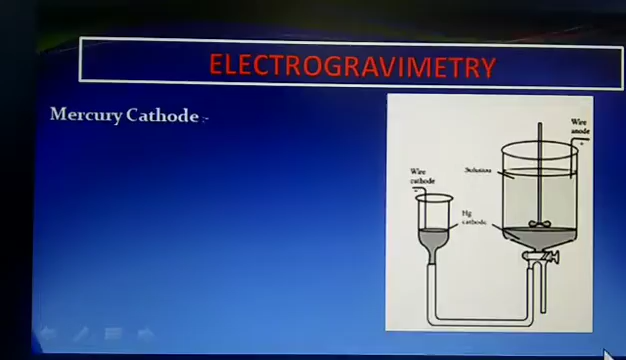 ELECTROGRAVIMETRY
Mercury Cathode :-
Wire
anode
+
Solution
Wire
cathode
Hg
cathode